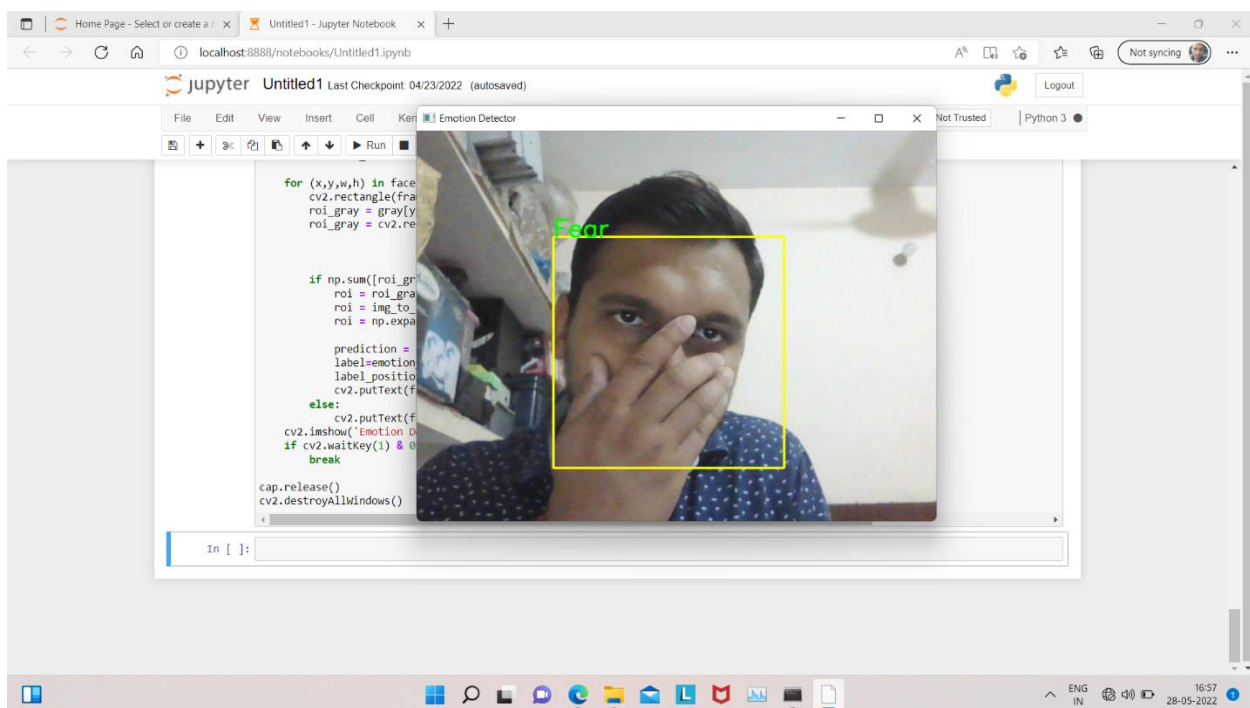 Home Page - Select or create a n
Untitled1 - Jupyter Notebook
localhost:8888/notebooks/Untitled1.ipynb
Not syncing
jupyter Untitled1 Last Checkpoint: 04/23/2022 (autosaved)
Logout
File Edit View Insert Cell Ker
Not Trusted
Python 3
Run
Emotion Detector
Fear
for (x,y,w,h) in face
cv2.rectangle(fra
roi_gray = gray[y
roi_gray = cv2.re
if np.sum([roi_gr
roi = roi_gra
roi = img_to_
roi = np.expa
prediction =
label=emotion
label_positio
cv2.putText(f
else:
cv2.putText(f
cv2.imshow('Emotion D
if cv2.waitKey(1) & 0
break
cap.release()
cv2.destroyAllWindows()
In [ ]:
ENG
IN
16:57
28-05-2022
1